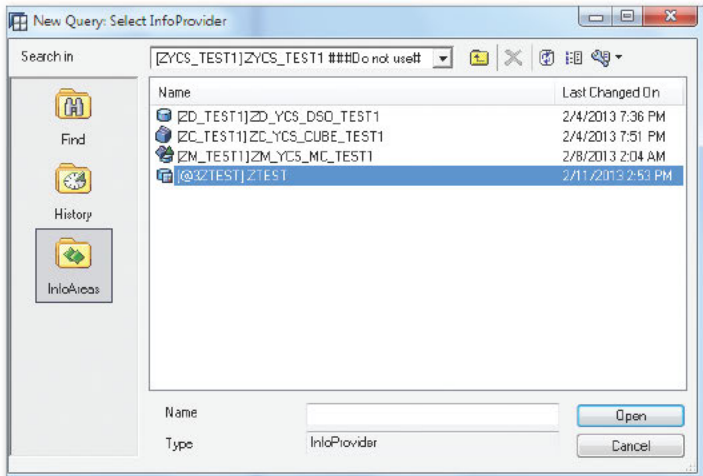 New Query: Select InfoProvider
Search in
[ZYCS_TEST1] ZYCS_TEST1 ###Do not use#
Find
History
InfoAreas
Name Last Changed On
[ZD_TEST1] ZD_YCS_DSO_TEST1 2/4/2013 7:36 PM
[ZC_TEST1] ZC_YCS_CUBE_TEST1 2/4/2013 7:51 PM
[ZM_TEST1] ZM_YCS_MC_TEST1 2/8/2013 2:04 AM
[@3ZTEST] ZTEST 2/11/2013 2:53 PM
Name
Open
Type InfoProvider
Cancel